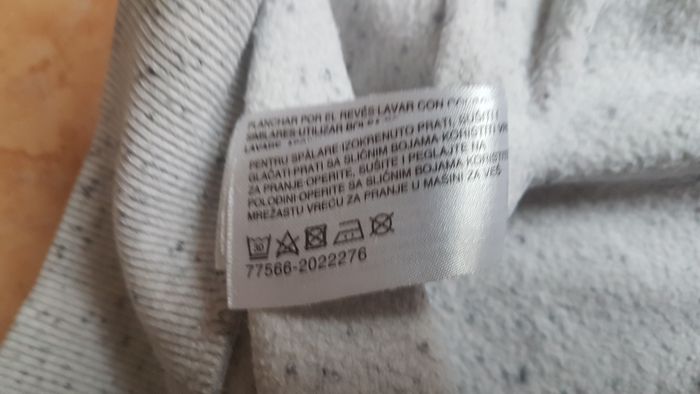 PLANCHAR POR EL REVÉS LAVAR CON
SIMILARES UTILIZAR
LAVADO
PENTRU SPĂLARE IZOKRENUTO PRATI, SUŠITI
GLAČATI PRATI SA SLIČNIM BOJAMA KORISTITI
ZA PRANJE OPERITE, SUŠITE I PEGLAJTE NA
POLOĐINI OPERITE SA SLIČNIM BOJAMA KORISTITE
MREŽASTU VREĆU ZA PRANJE U MAŠINI ZA VEŠ
30
77566-2022276